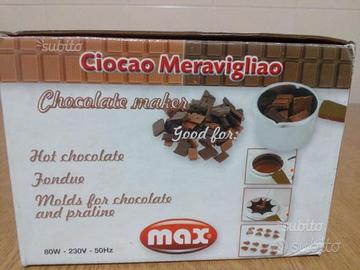 subito
Ciocao Meravigliao
Chocolate maker
Good for:
Hot chocolate
Fondue
Molds for chocolate
and praline
80W - 230V - 50Hz
max
subito
subito